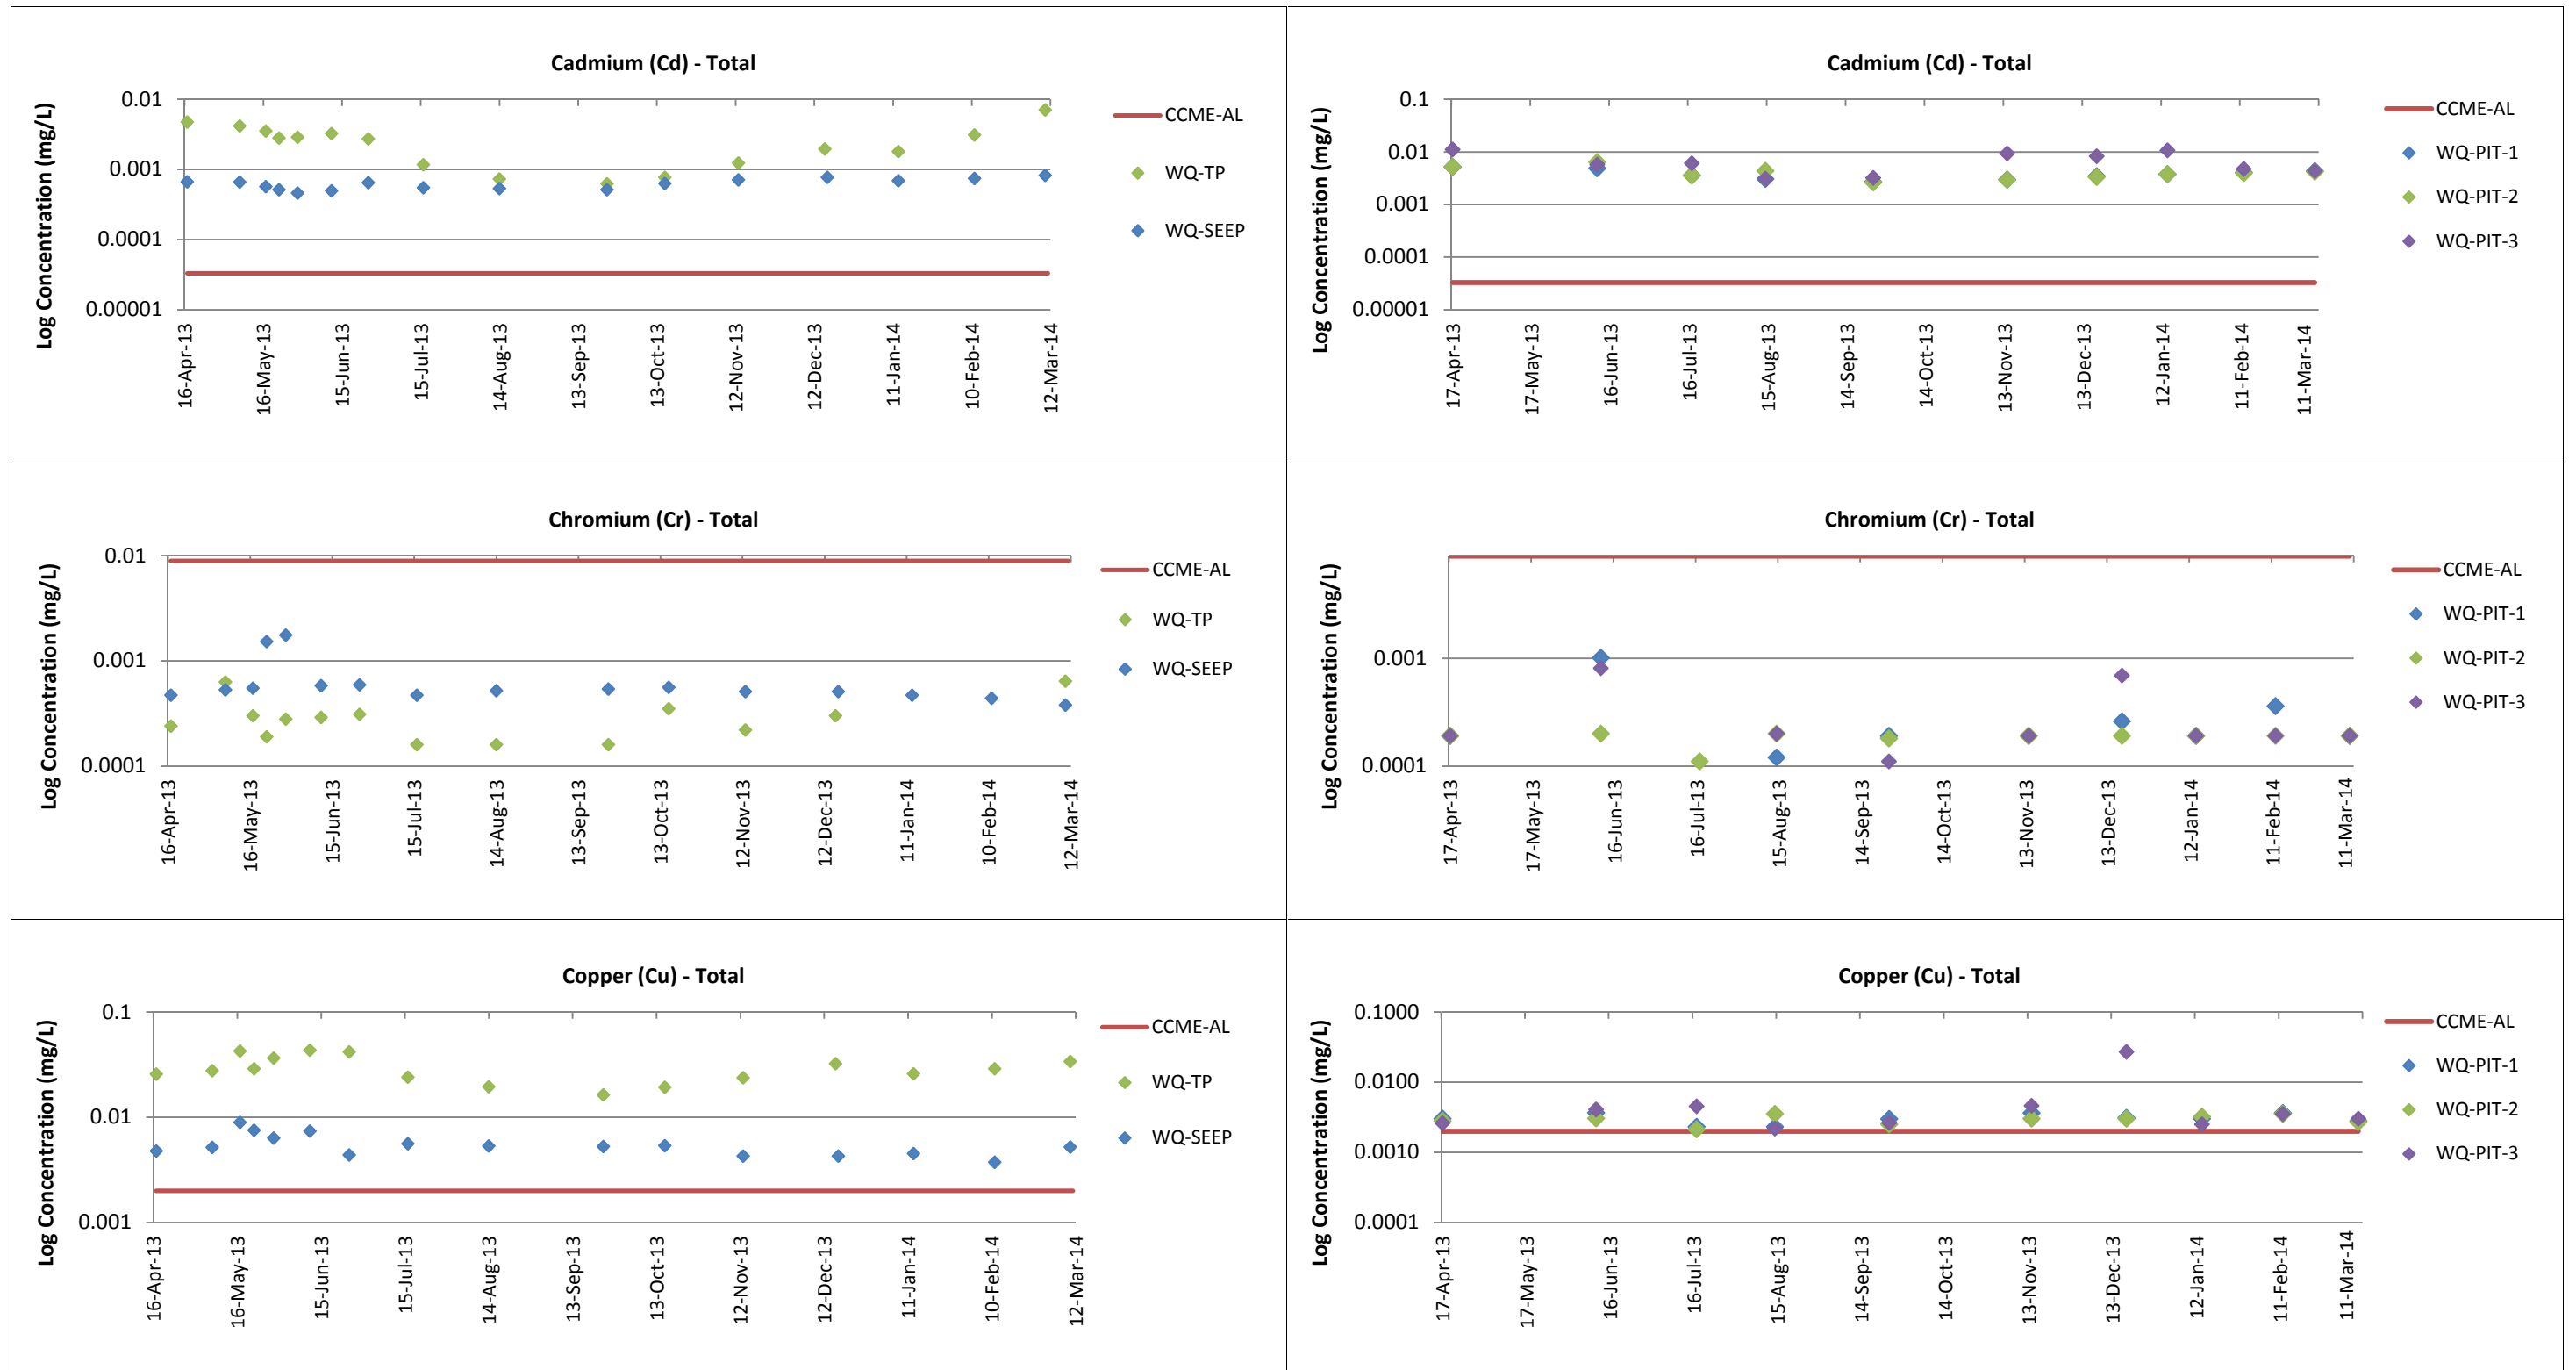 Cadmium (Cd) - Total
Log Concentration (mg/L)
0.01
0.001
0.0001
0.00001
16-Apr-13
16-May-13
15-Jun-13
15-Jul-13
14-Aug-13
13-Sep-13
13-Oct-13
12-Nov-13
12-Dec-13
11-Jan-14
10-Feb-14
12-Mar-14
CCME-AL
WQ-TP
WQ-SEEP
Cadmium (Cd) - Total
Log Concentration (mg/L)
0.1
0.01
0.001
0.0001
0.00001
17-Apr-13
17-May-13
16-Jun-13
16-Jul-13
15-Aug-13
14-Sep-13
14-Oct-13
13-Nov-13
13-Dec-13
12-Jan-14
11-Feb-14
11-Mar-14
CCME-AL
WQ-PIT-1
WQ-PIT-2
WQ-PIT-3
Chromium (Cr) - Total
Log Concentration (mg/L)
0.01
0.001
0.0001
16-Apr-13
16-May-13
15-Jun-13
15-Jul-13
14-Aug-13
13-Sep-13
13-Oct-13
12-Nov-13
12-Dec-13
11-Jan-14
10-Feb-14
12-Mar-14
CCME-AL
WQ-TP
WQ-SEEP
Chromium (Cr) - Total
Log Concentration (mg/L)
0.001
0.0001
17-Apr-13
17-May-13
16-Jun-13
16-Jul-13
15-Aug-13
14-Sep-13
14-Oct-13
13-Nov-13
13-Dec-13
12-Jan-14
11-Feb-14
11-Mar-14
CCME-AL
WQ-PIT-1
WQ-PIT-2
WQ-PIT-3
Copper (Cu) - Total
Log Concentration (mg/L)
0.1
0.01
0.001
16-Apr-13
16-May-13
15-Jun-13
15-Jul-13
14-Aug-13
13-Sep-13
13-Oct-13
12-Nov-13
12-Dec-13
11-Jan-14
10-Feb-14
12-Mar-14
CCME-AL
WQ-TP
WQ-SEEP
Copper (Cu) - Total
Log Concentration (mg/L)
0.1000
0.0100
0.0010
0.0001
17-Apr-13
17-May-13
16-Jun-13
16-Jul-13
15-Aug-13
14-Sep-13
14-Oct-13
13-Nov-13
13-Dec-13
12-Jan-14
11-Feb-14
11-Mar-14
CCME-AL
WQ-PIT-1
WQ-PIT-2
WQ-PIT-3